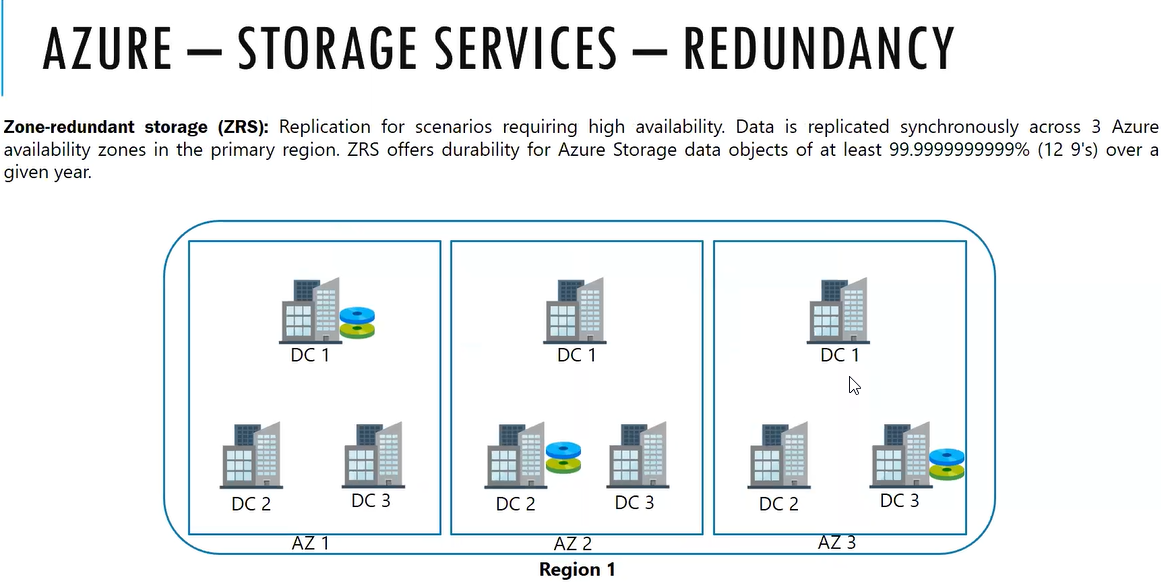 AZURE — STORAGE SERVICES — REDUNDANCY
Zone-redundant storage (ZRS): Replication for scenarios requiring high availability. Data is replicated synchronously across 3 Azure
availability zones in the primary region. ZRS offers durability for Azure Storage data objects of at least 99.9999999999% (12 9's) over a
given year.
DC 1
DC 1
DC 1
DC 2
DC 3
DC 2
DC 3
DC 2
DC 3
AZ 1
AZ 2
AZ 3
Region 1